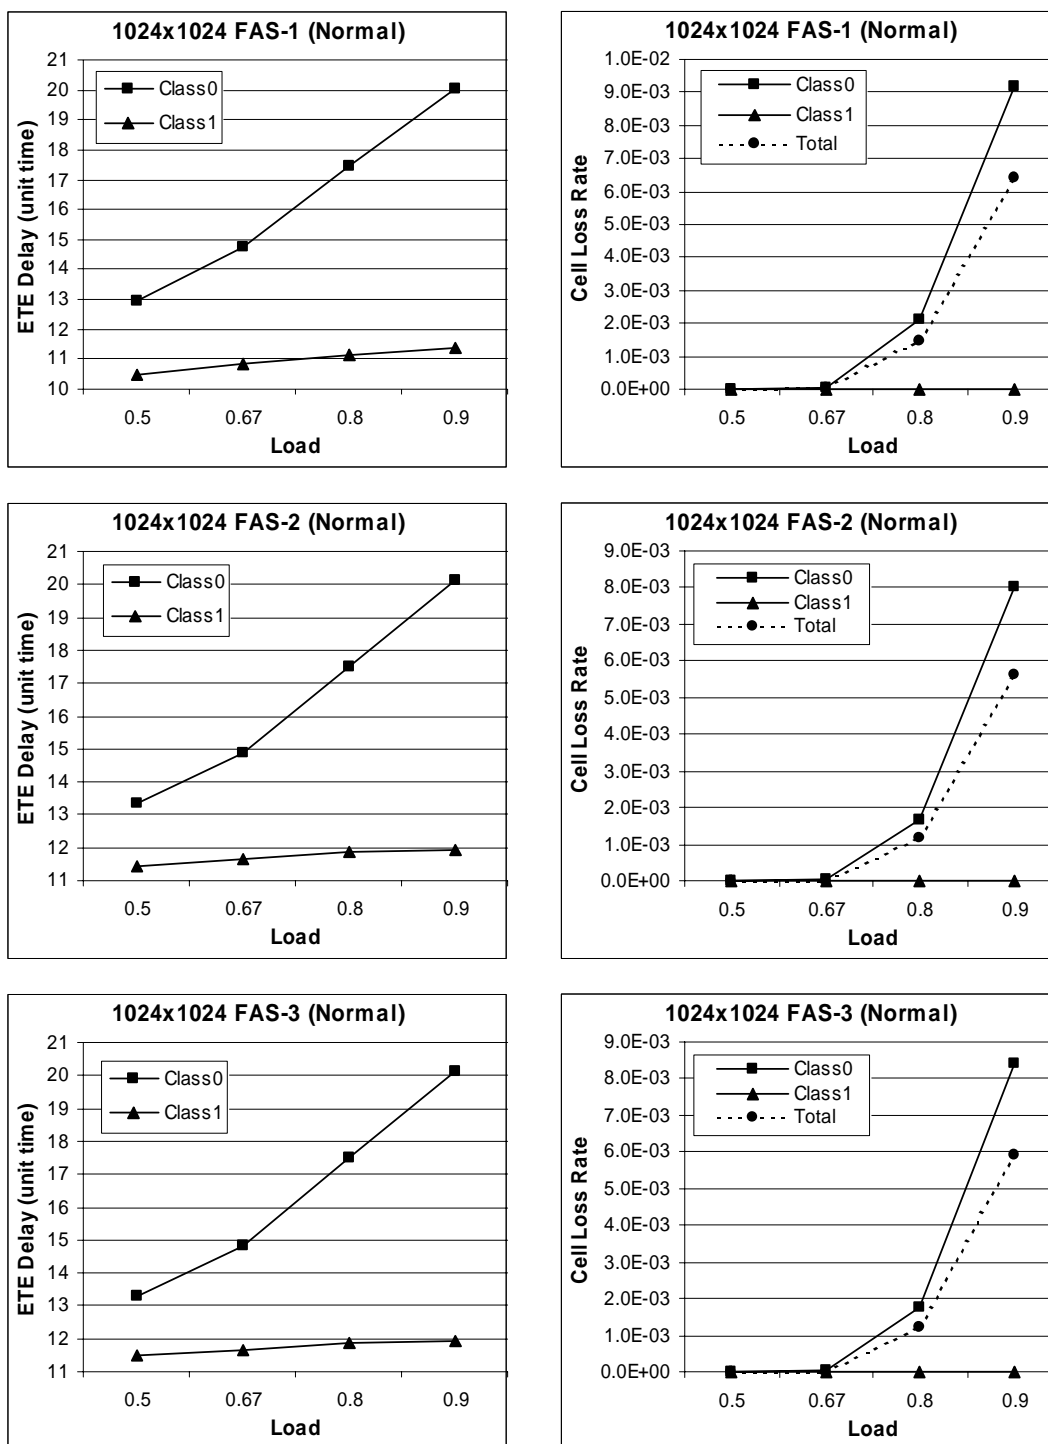 1024x1024 FAS-1 (Normal)
ETE Delay (unit time)
21
20
19
18
17
16
15
14
13
12
11
10
Class0
Class1
0.5 0.67 0.8 0.9
Load
1024x1024 FAS-1 (Normal)
Cell Loss Rate
1.0E-02
9.0E-03
8.0E-03
7.0E-03
6.0E-03
5.0E-03
4.0E-03
3.0E-03
2.0E-03
1.0E-03
0.0E+00
Class0
Class1
Total
0.5 0.67 0.8 0.9
Load
1024x1024 FAS-2 (Normal)
ETE Delay (unit time)
21
20
19
18
17
16
15
14
13
12
11
Class0
Class1
0.5 0.67 0.8 0.9
Load
1024x1024 FAS-2 (Normal)
Cell Loss Rate
9.0E-03
8.0E-03
7.0E-03
6.0E-03
5.0E-03
4.0E-03
3.0E-03
2.0E-03
1.0E-03
0.0E+00
Class0
Class1
Total
0.5 0.67 0.8 0.9
Load
1024x1024 FAS-3 (Normal)
ETE Delay (unit time)
21
20
19
18
17
16
15
14
13
12
11
Class0
Class1
0.5 0.67 0.8 0.9
Load
1024x1024 FAS-3 (Normal)
Cell Loss Rate
9.0E-03
8.0E-03
7.0E-03
6.0E-03
5.0E-03
4.0E-03
3.0E-03
2.0E-03
1.0E-03
0.0E+00
Class0
Class1
Total
0.5 0.67 0.8 0.9
Load